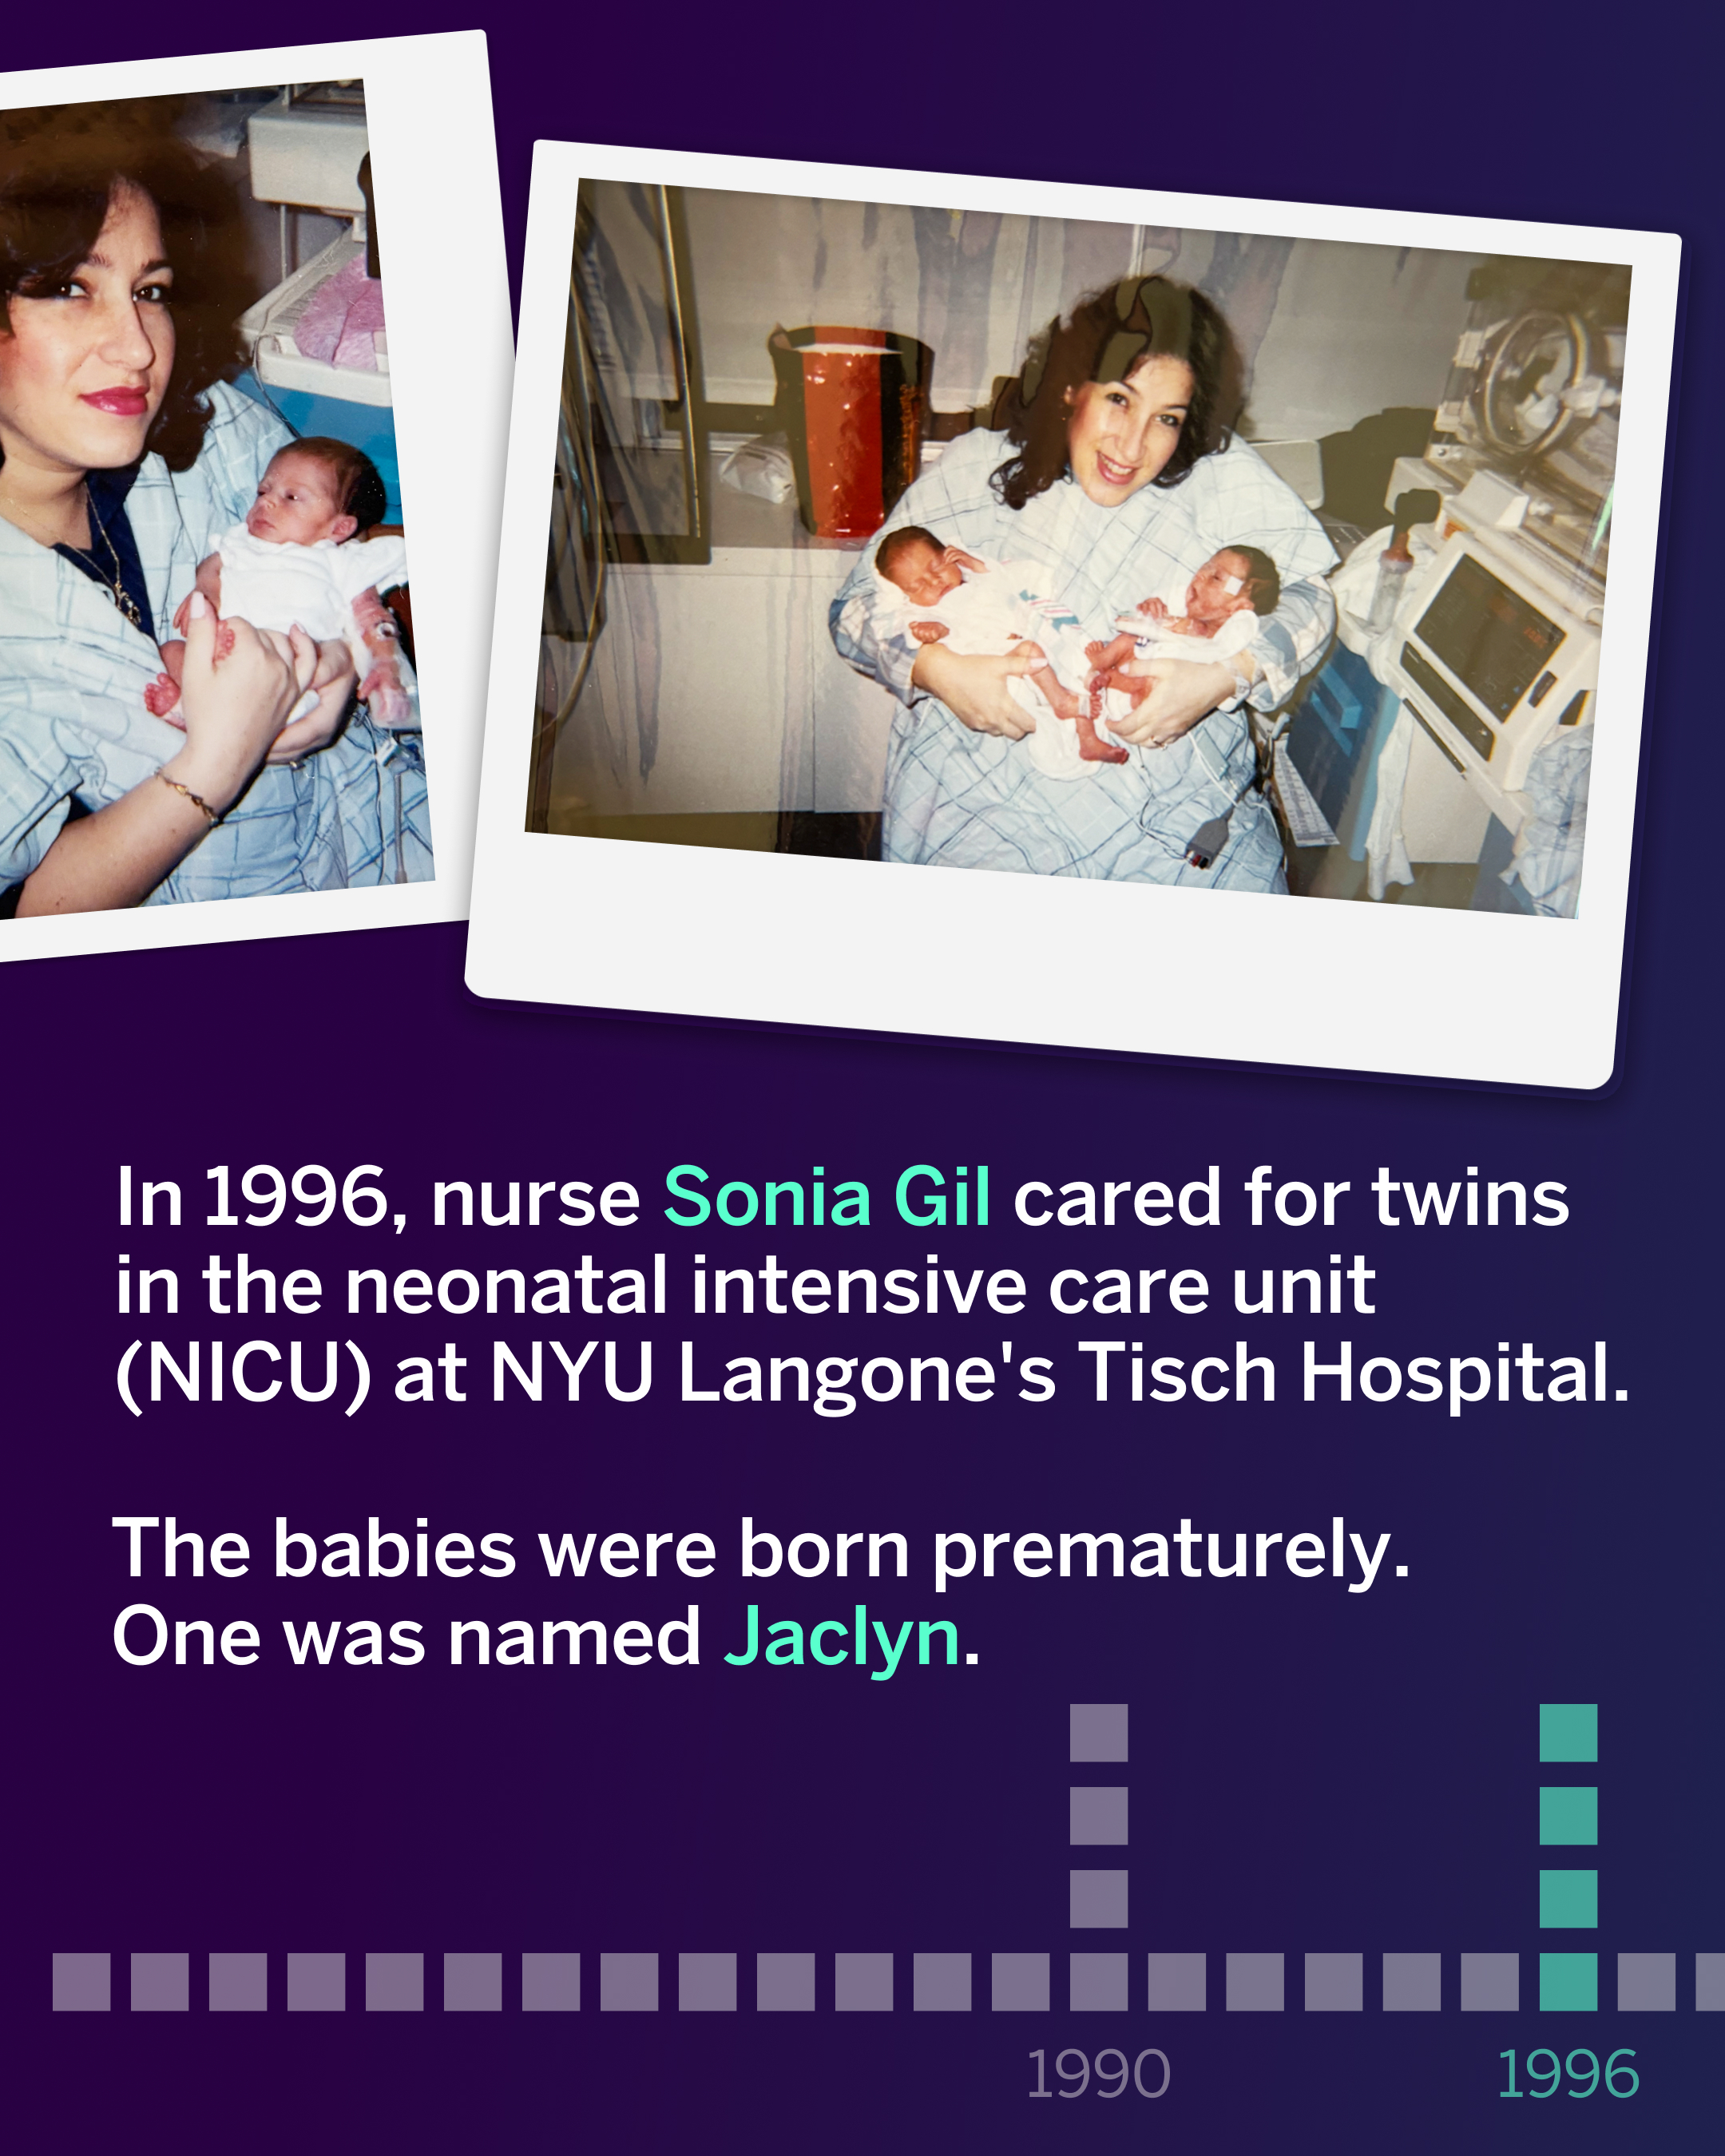 In 1996, nurse Sonia Gil cared for twins
in the neonatal intensive care unit
(NICU) at NYU Langone's Tisch Hospital.
The babies were born prematurely.
One was named Jaclyn.
1990
1996